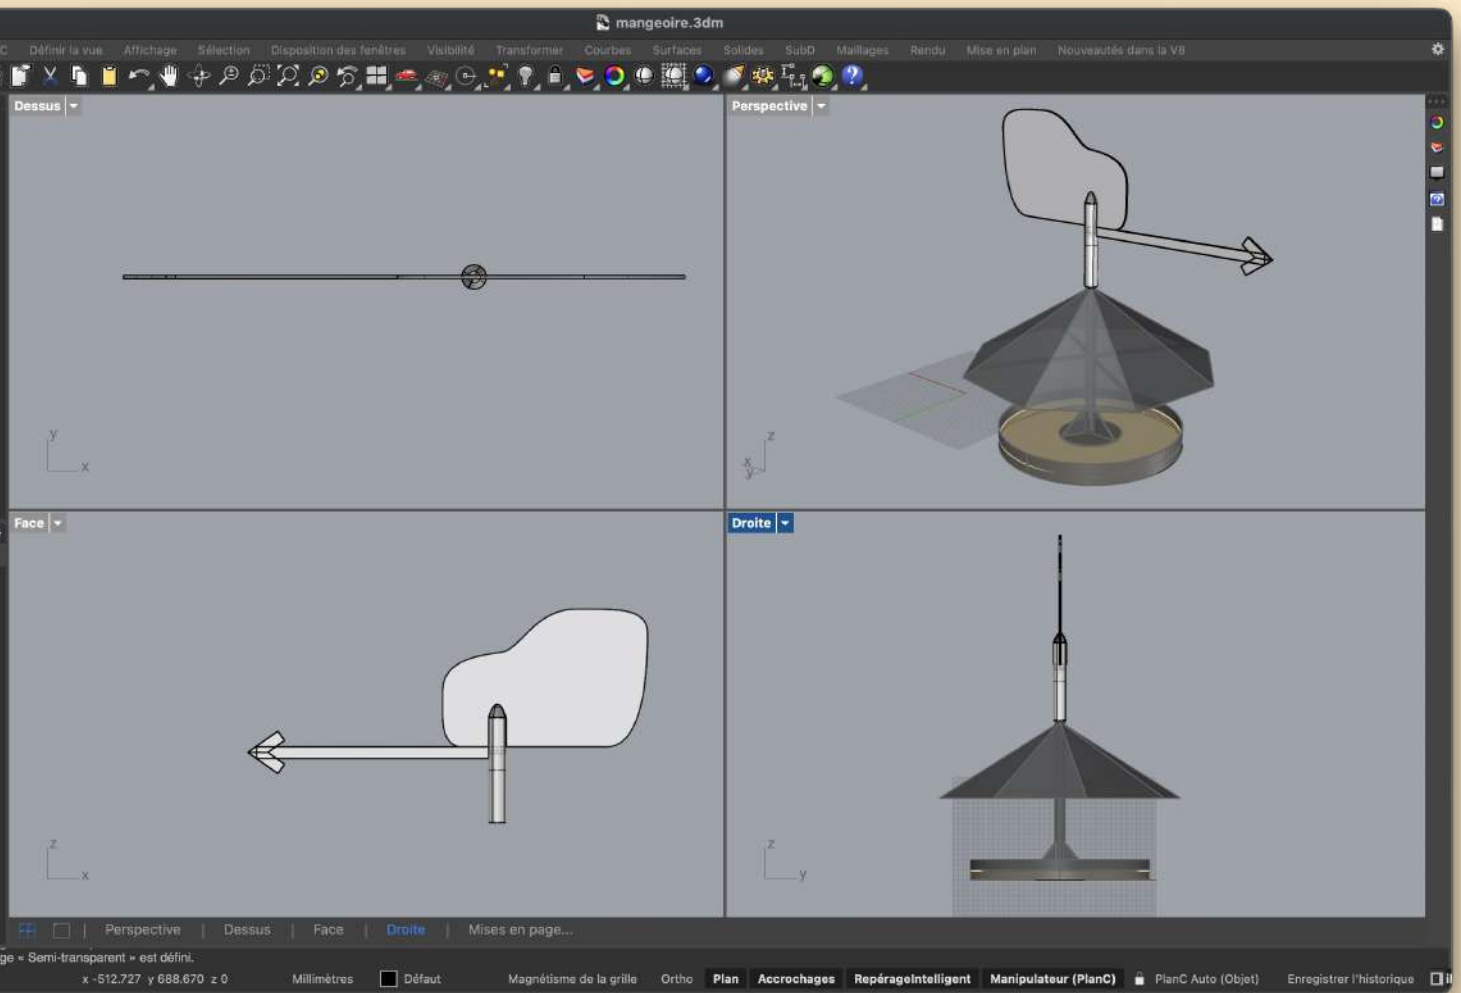 mangeoire.3dm
C Définir la vue Affichage Sélection Disposition des fenêtres Visibilité Transformer Courbes Surfaces Solides SubD Maillages Rendu Mise en plan Nouveautés dans la V8
Dessus
Perspective
y
x
z
x
y
Face
Droite
z
x
z
y
Perspective | Dessus | Face | Droite | Mises en page...
ge « Semi-transparent » est défini.
x -512.727 y 688.670 z 0 Millimètres Défaut Magnétisme de la grille Ortho Plan Accrochages RepérageIntelligent Manipulateur (PlanC) PlanC Auto (Objet) Enregistrer l'historique